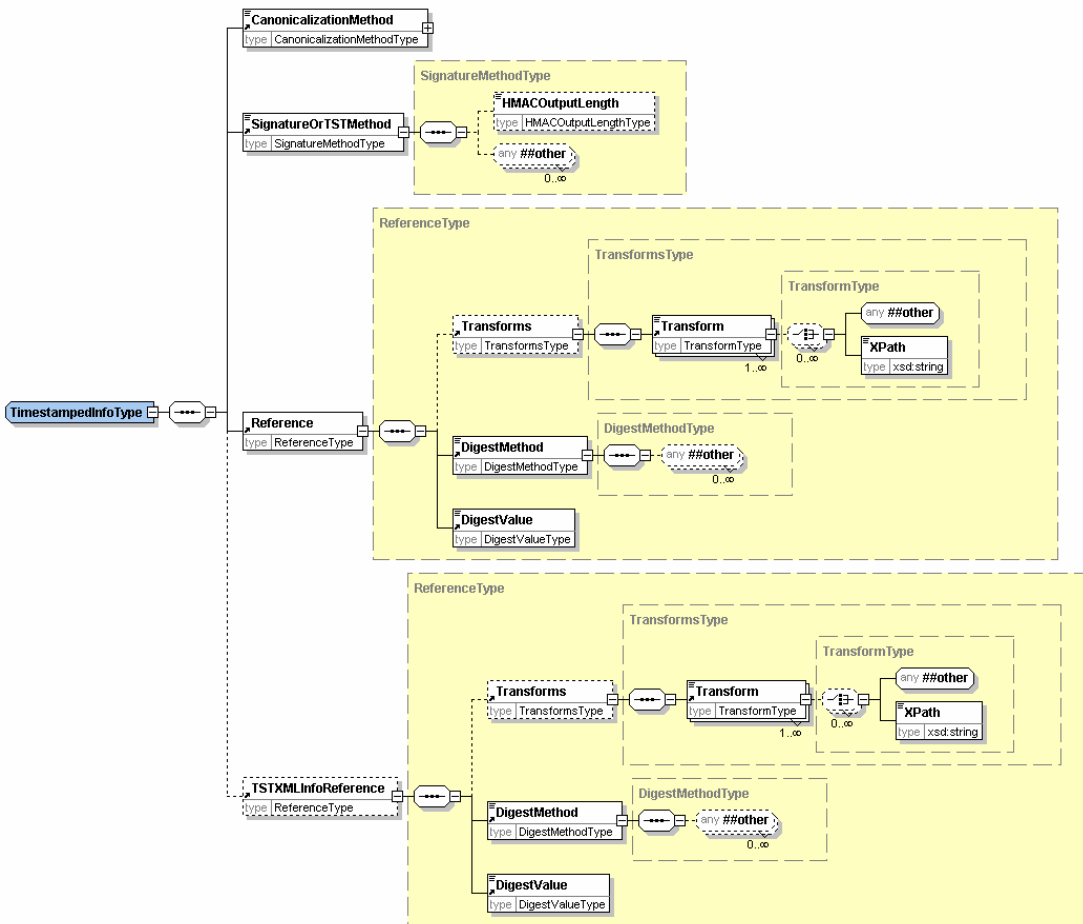 CanonicalizationMethod
type CanonicalizationMethodType
SignatureMethodType
HMACOutputLength
type HMACOutputLengthType
SignatureOrTSTMethod
type SignatureMethodType
any ##other
0..∞
ReferenceType
TransformsType
TransformType
any ##other
Transforms
type TransformsType
Transform
type TransformType
1..∞
0..∞
XPath
type xsd:string
TimestampedInfoType
Reference
type ReferenceType
DigestMethodType
DigestMethod
type DigestMethodType
any ##other
0..∞
DigestValue
type DigestValueType
ReferenceType
TransformsType
TransformType
any ##other
Transforms
type TransformsType
Transform
type TransformType
1..∞
0..∞
XPath
type xsd:string
TSTXMLInfoReference
type ReferenceType
DigestMethodType
DigestMethod
type DigestMethodType
any ##other
0..∞
DigestValue
type DigestValueType